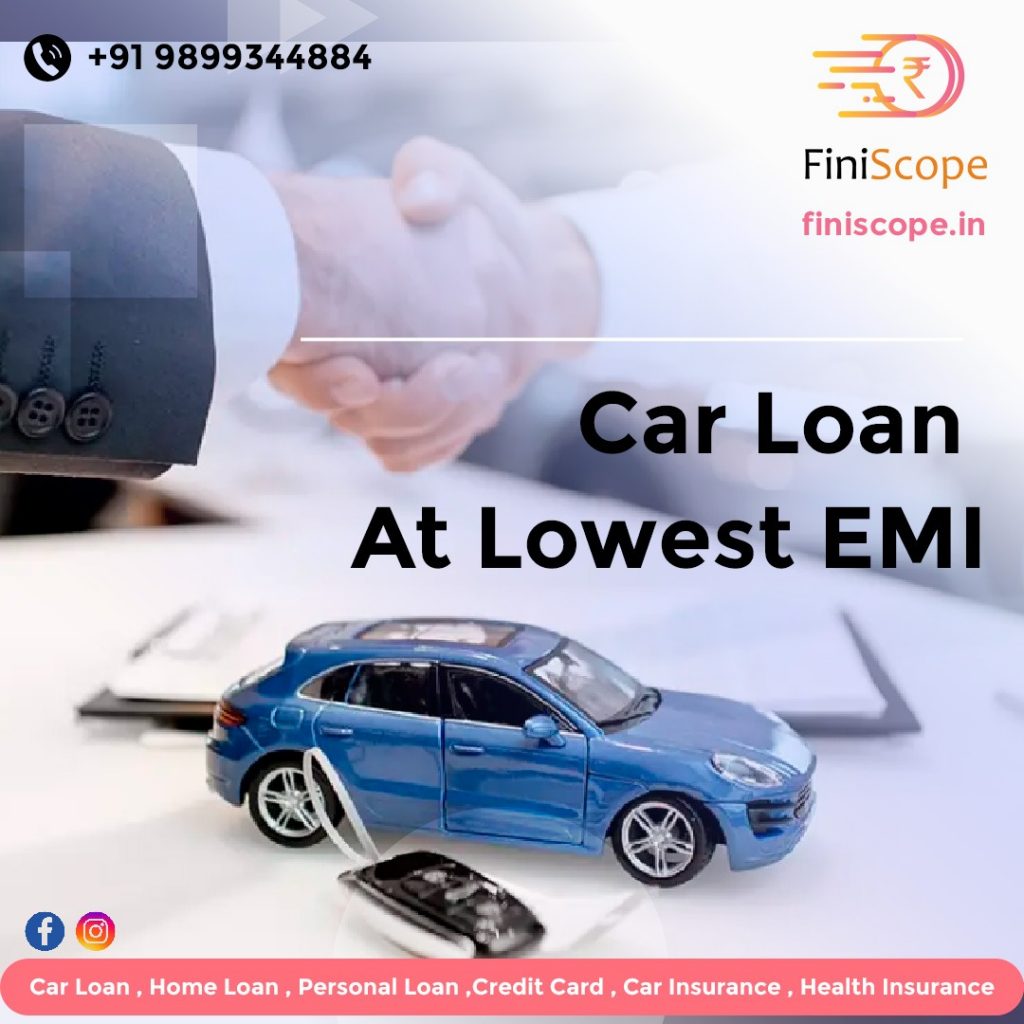 +91 9899344884
₹
FiniScope
finiscope.in
Car Loan
At Lowest EMI
Car Loan , Home Loan , Personal Loan ,Credit Card , Car Insurance , Health Insurance